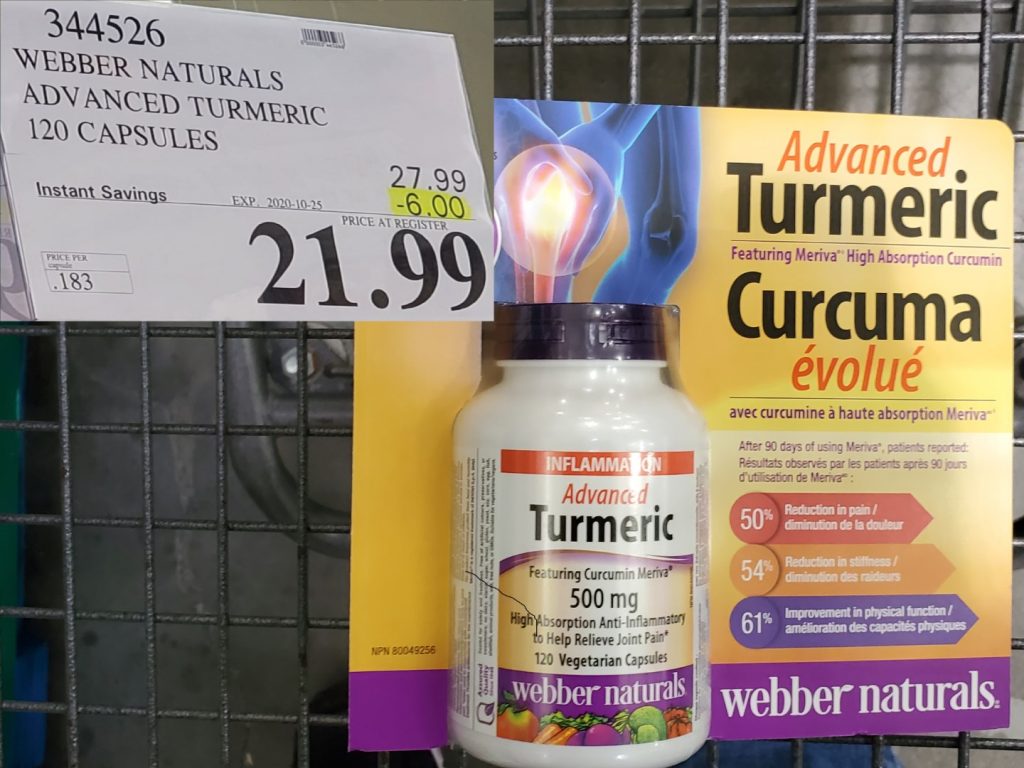 344526
WEBBER NATURALS
ADVANCED TURMERIC
120 CAPSULES
27.99
Instant Savings EXP. 2020-10-25 -6.00
PRICE AT REGISTER
21.99
PRICE PER
capsule
.183
Advanced
Turmeric
Featuring Meriva® High Absorption Curcumin
Curcuma
évolué
avec curcumine à haute absorption Meriva
After 90 days of using Meriva®, patients reported:
Résultats observés par les patients après 90 jours
d'utilisation de Meriva :
50% Reduction in pain /
diminution de la douleur
54% Reduction in stiffness /
diminution des raideurs
61% Improvement in physical function /
amélioration des capacités physiques
webber naturals
NPN 80049256
INFLAMMATION
Advanced
Turmeric
Featuring Curcumin Meriva®
500 mg
High Absorption Anti-Inflammatory
to Help Relieve Joint Pain*
120 Vegetarian Capsules
webber naturals
Assured
Quality